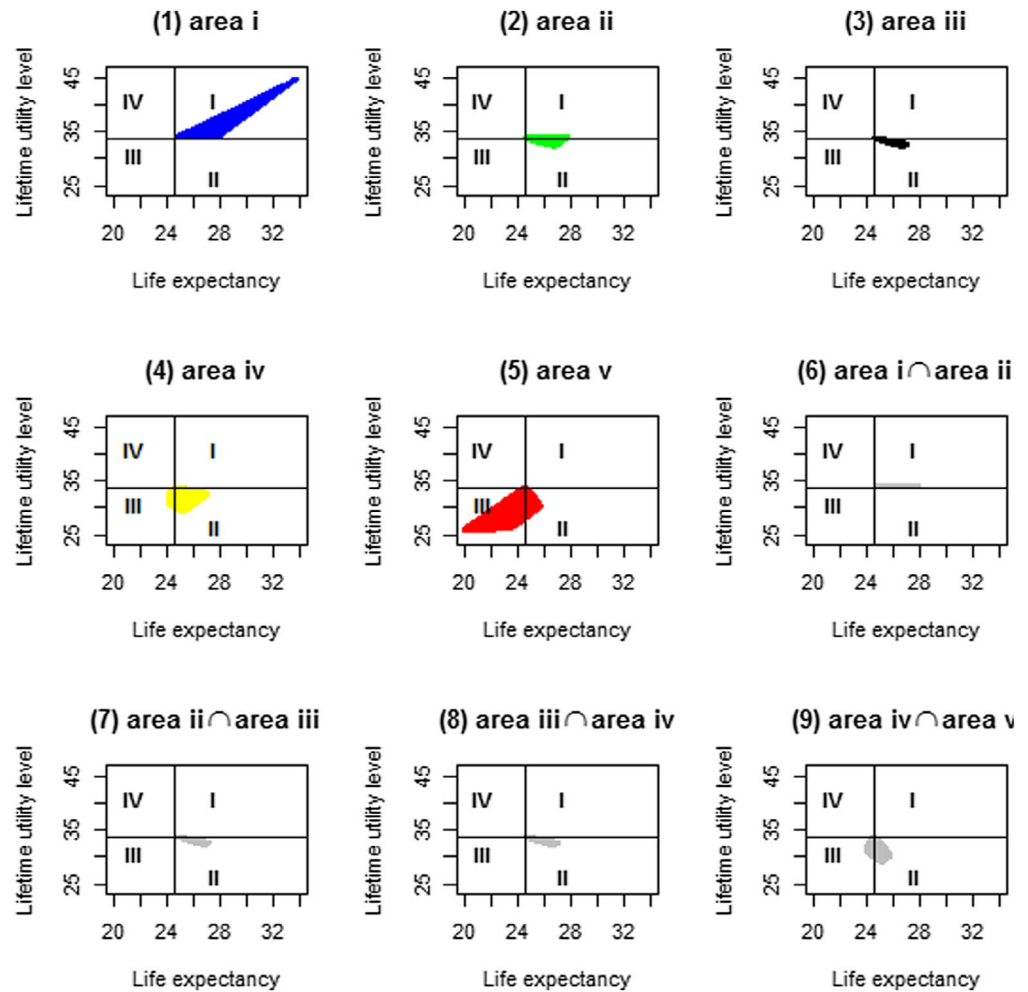 (1) area i
(2) area ii
(3) area iii
Lifetime utility level
45
35
25
IV
I
III
II
20 24 28 32
Life expectancy
Lifetime utility level
45
35
25
IV
I
III
II
20 24 28 32
Life expectancy
Lifetime utility level
45
35
25
IV
I
III
II
20 24 28 32
Life expectancy
(4) area iv
(5) area v
(6) area i∩area ii
Lifetime utility level
45
35
25
IV
I
III
II
20 24 28 32
Life expectancy
Lifetime utility level
45
35
25
IV
I
III
II
20 24 28 32
Life expectancy
Lifetime utility level
45
35
25
IV
I
III
II
20 24 28 32
Life expectancy
(7) area ii∩area iii
(8) area iii∩area iv
(9) area iv∩area v
Lifetime utility level
45
35
25
IV
I
III
II
20 24 28 32
Life expectancy
Lifetime utility level
45
35
25
IV
I
III
II
20 24 28 32
Life expectancy
Lifetime utility level
45
35
25
IV
I
III
II
20 24 28 32
Life expectancy